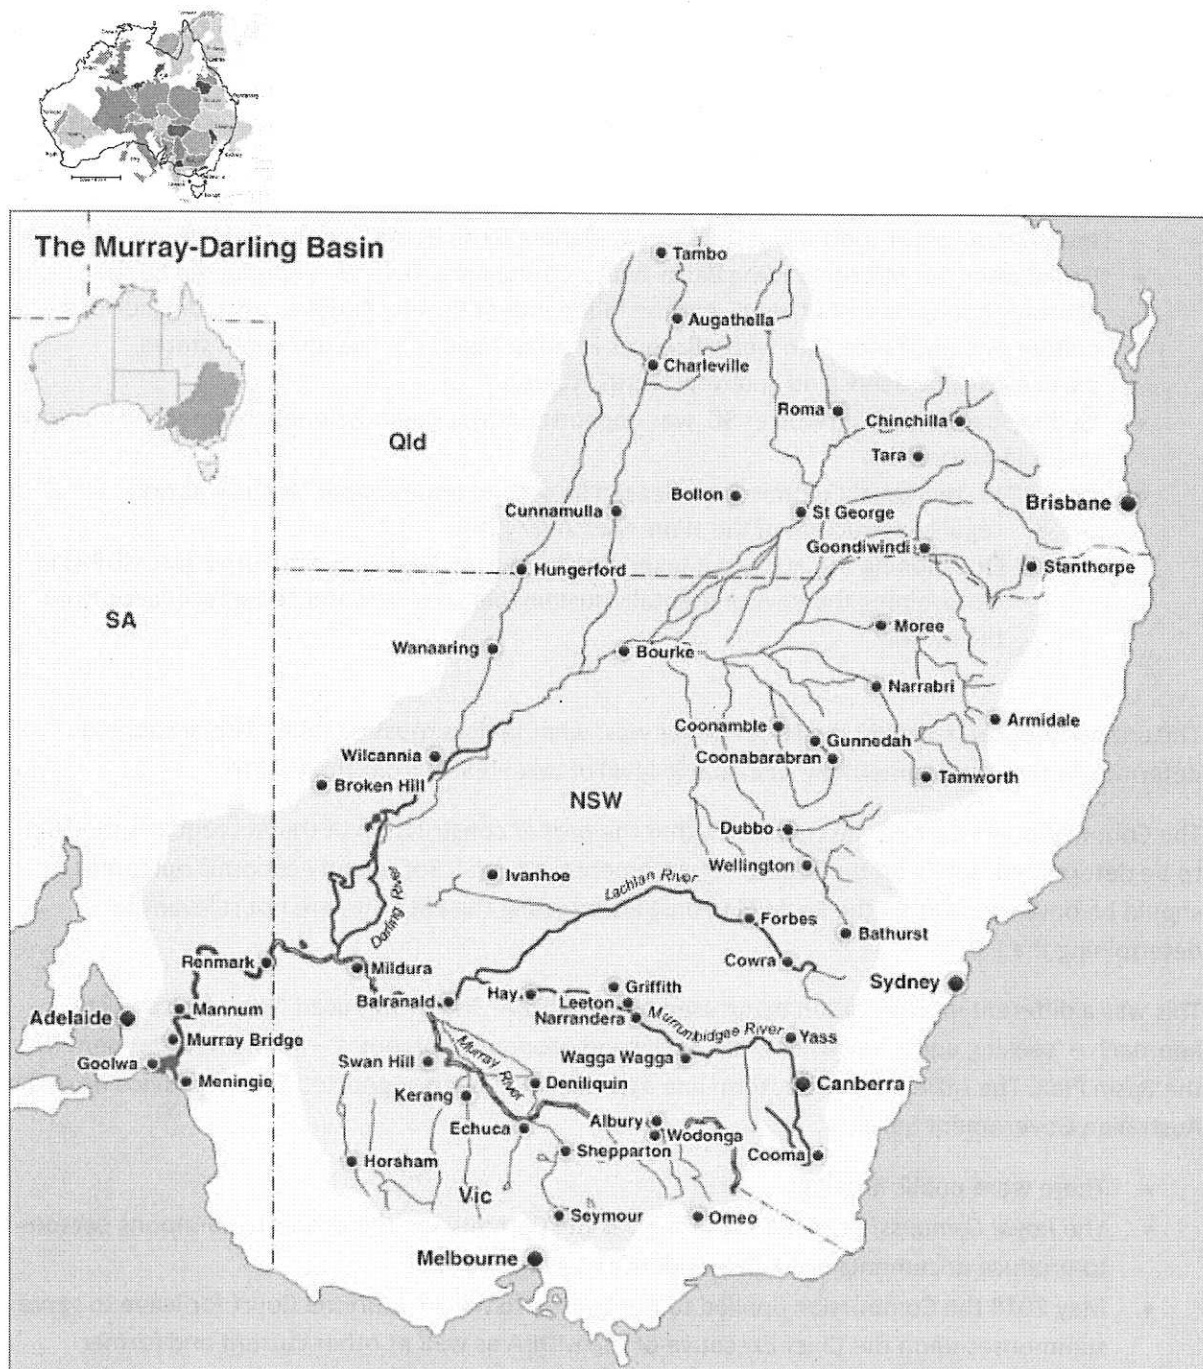 The Murray-Darling Basin
Tambo
Augathella
Charleville
Roma
Chinchilla
Qld
Tara
Bollon
Brisbane
Cunnamulla
St George
Goondiwindi
Hungerford
Stanthorpe
SA
Moree
Wanaaring
Bourke
Narrabri
Armidale
Coonamble
Gunnedah
Wilcannia
Coonabarabran
Tamworth
Broken Hill
NSW
Dubbo
Wellington
Ivanhoe
Lachlan River
Darling River
Forbes
Bathurst
Renmark
Mildura
Cowra
Sydney
Griffith
Hay
Balranald
Leeton
Mannum
Adelaide
Narrandera
Murrumbidgee River
Murray Bridge
Yass
Goolwa
Swan Hill
Murray River
Wagga Wagga
Meningie
Deniliquin
Canberra
Kerang
Albury
Echuca
Wodonga
Shepparton
Cooma
Horsham
Vic
Seymour
Omeo
Melbourne